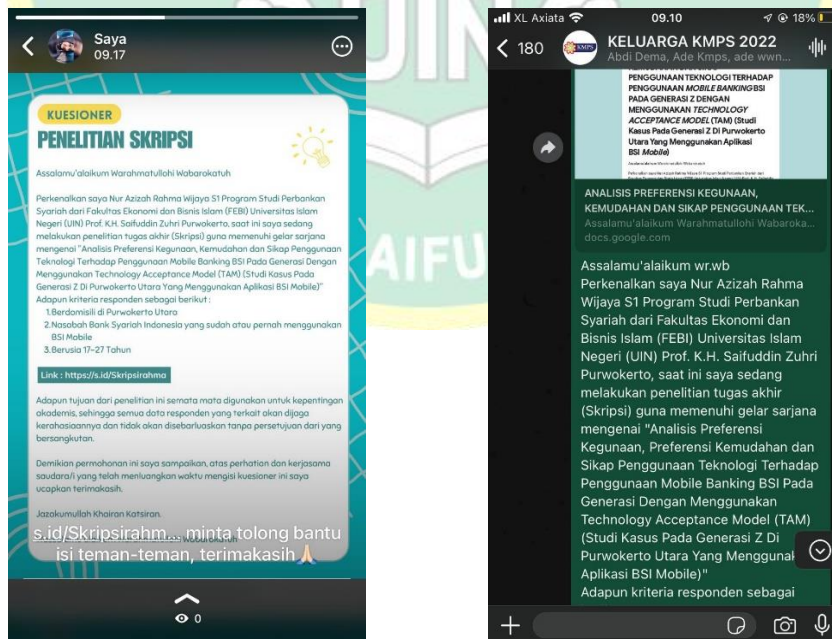 Saya
09.17
KUESIONER
PENELITIAN SKRIPSI
Assalamu'alaikum Warahmatullohi Wabarokatuh
Perkenalkan saya Nur Azizah Rahma Wijaya S1 Program Studi Perbankan
Syariah dari Fakultas Ekonomi dan Bisnis Islam (FEBI) Universitas Islam
Negeri (UIN) Prof. K.H. Saifuddin Zuhri Purwokerto, saat ini saya sedang
melakukan penelitian tugas akhir (Skripsi) guna memenuhi gelar sarjana
mengenai "Analisis Preferensi Kegunaan, Kemudahan dan Sikap Penggunaan
Teknologi Terhadap Penggunaan Mobile Banking BSI Pada Generasi Z Dengan
Menggunakan Technology Acceptance Model (TAM) (Studi Kasus Pada
Generasi Z Di Purwokerto Utara Yang Menggunakan Aplikasi BSI Mobile)"
Adapun kriteria responden sebagai berikut :
1.Berdomisili di Purwokerto Utara
2.Nasabah Bank Syariah Indonesia yang sudah atau pernah menggunakan
BSI Mobile
3.Berusia 17-27 Tahun
Link : https://s.id/Skripsirahma
Adapun tujuan dari penelitian ini semata mata digunakan untuk kepentingan
akademis, sehingga semua data responden yang terkait akan dijaga
kerahasiaannya dan tidak akan disebarluaskan tanpa persetujuan dari yang
bersangkutan.
Demikian permohonan ini saya sampaikan, atas perhatian dan kerjasama
saudara/i yang telah menluangkan waktu mengisi kuesioner ini saya
ucapkan terimakasih.
Jazakumullah Khairan Katsiran.
s.id/Skripsirahm... minta tolong bantu
isi teman-teman, terimakasih🙏🏻
0
UIN
SAIFU
XL Axiata 09.10 18%
180 KMPS KELUARGA KMPS 2022
Abdi Dema, Ade Kmps, ade wwn...
PENGGUNAAN TEKNOLOGI TERHADAP
PENGGUNAAN MOBILE BANKING BSI
PADA GENERASI Z DENGAN
MENGGUNAKAN TECHNOLOGY
ACCEPTANCE MODEL (TAM) (Studi
Kasus Pada Generasi Z Di Purwokerto
Utara Yang Menggunakan Aplikasi
BSI Mobile)
ANALISIS PREFERENSI KEGUNAAN,
KEMUDAHAN DAN SIKAP PENGGUNAAN TEK...
Assalamu'alaikum Warahmatullohi Wabaroka...
docs.google.com
Assalamu'alaikum wr.wb
Perkenalkan saya Nur Azizah Rahma
Wijaya S1 Program Studi Perbankan
Syariah dari Fakultas Ekonomi dan
Bisnis Islam (FEBI) Universitas Islam
Negeri (UIN) Prof. K.H. Saifuddin Zuhri
Purwokerto, saat ini saya sedang
melakukan penelitian tugas akhir
(Skripsi) guna memenuhi gelar sarjana
mengenai "Analisis Preferensi
Kegunaan, Preferensi Kemudahan dan
Sikap Penggunaan Teknologi Terhadap
Penggunaan Mobile Banking BSI Pada
Generasi Dengan Menggunakan
Technology Acceptance Model (TAM)
(Studi Kasus Pada Generasi Z Di
Purwokerto Utara Yang Menggunak
Aplikasi BSI Mobile)"
Adapun kriteria responden sebagai